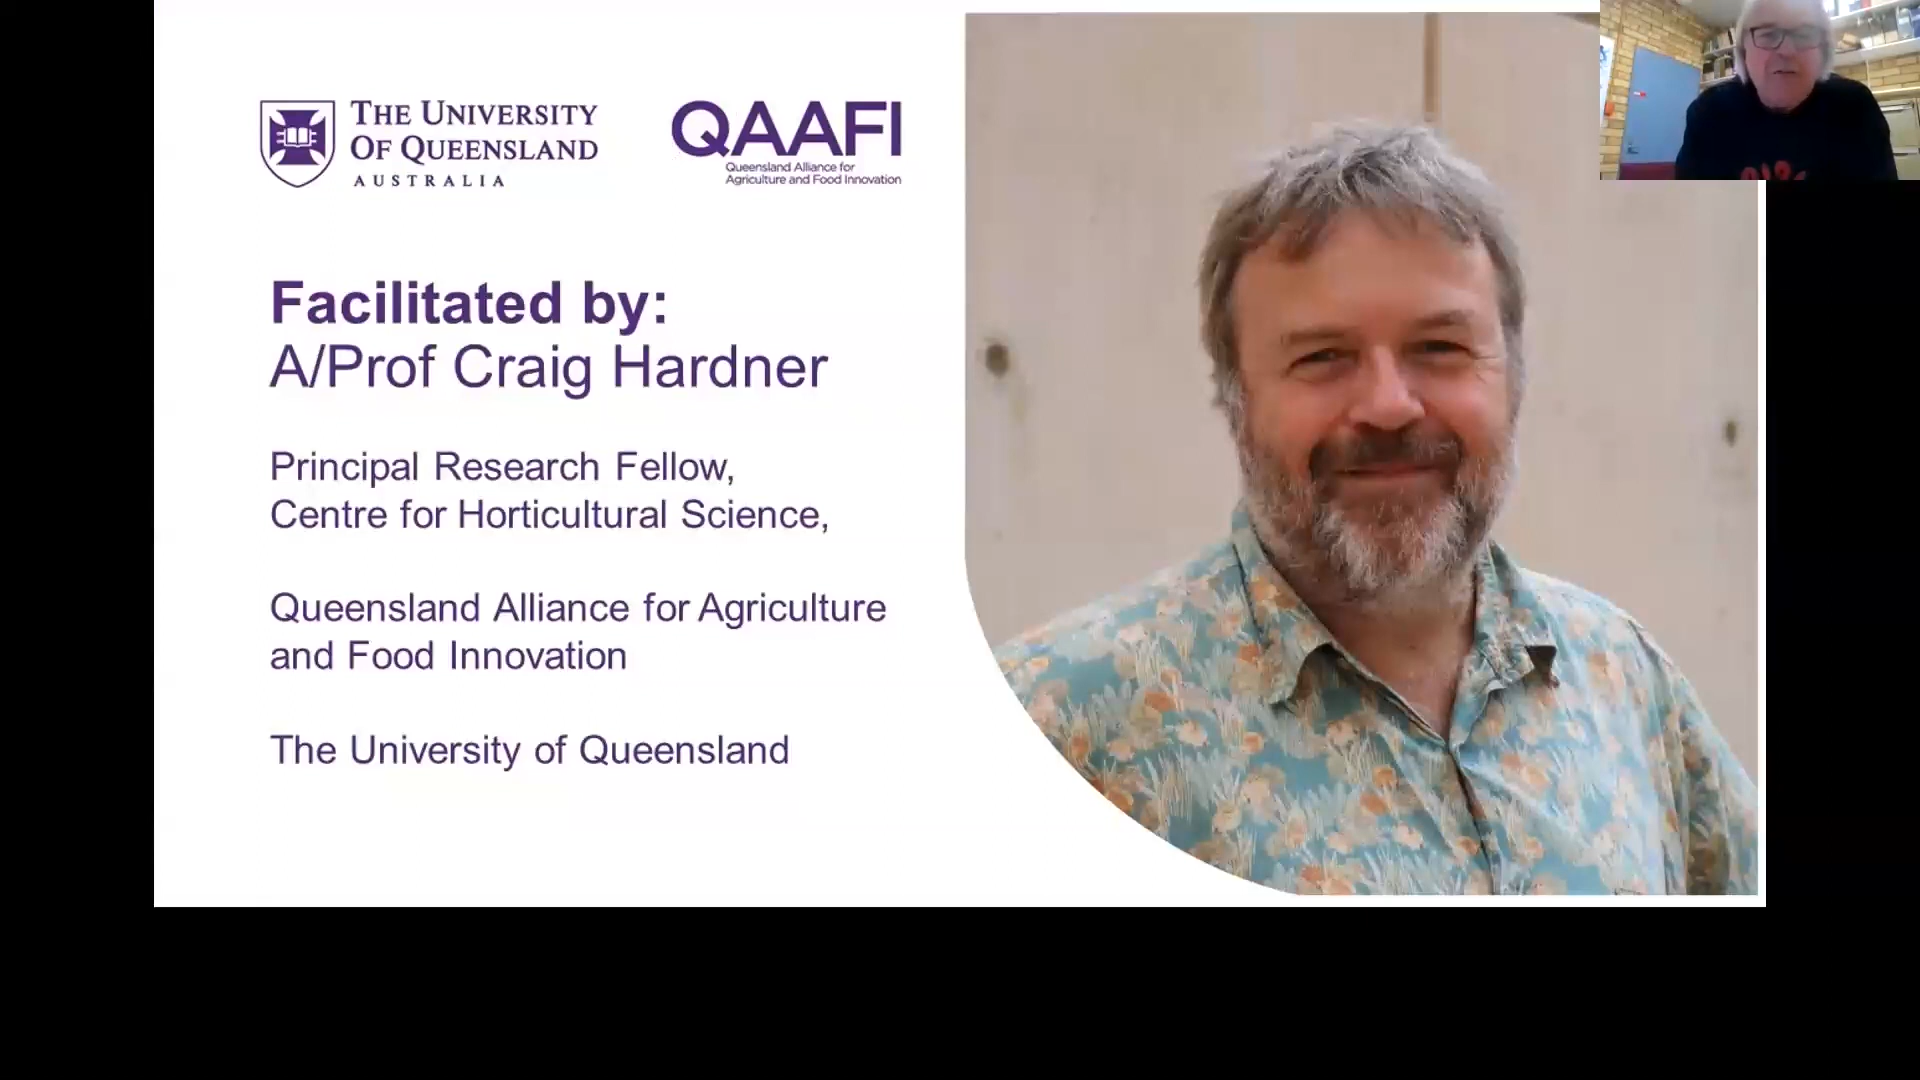 THE UNIVERSITY
OF QUEENSLAND
AUSTRALIA
QAAFI
Queensland Alliance for
Agriculture and Food Innovation
Facilitated by:
A/Prof Craig Hardner
Principal Research Fellow,
Centre for Horticultural Science,
Queensland Alliance for Agriculture
and Food Innovation
The University of Queensland